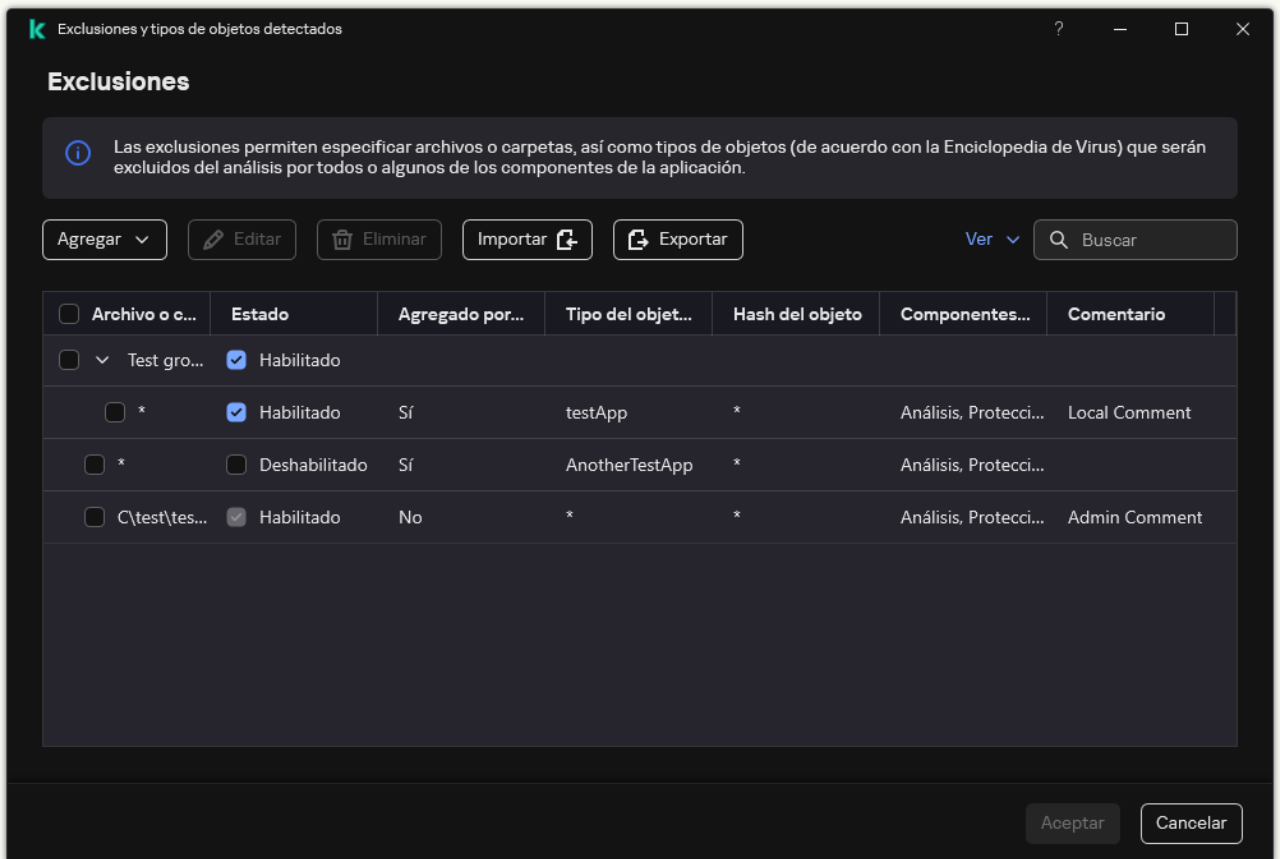 Exclusiones y tipos de objetos detectados
?
Exclusiones
Las exclusiones permiten especificar archivos o carpetas, así como tipos de objetos (de acuerdo con la Enciclopedia de Virus) que serán
excluidos del análisis por todos o algunos de los componentes de la aplicación.
Agregar Editar Eliminar Importar Exportar Ver Buscar
Archivo o c... Estado Agregado por... Tipo del objet... Hash del objeto Componentes... Comentario
Test gro... Habilitado
* Habilitado Sí testApp * Análisis, Protecci... Local Comment
* Deshabilitado Sí AnotherTestApp * Análisis, Protecci...
C\test\tes... Habilitado No * * Análisis, Protecci... Admin Comment
Aceptar Cancelar